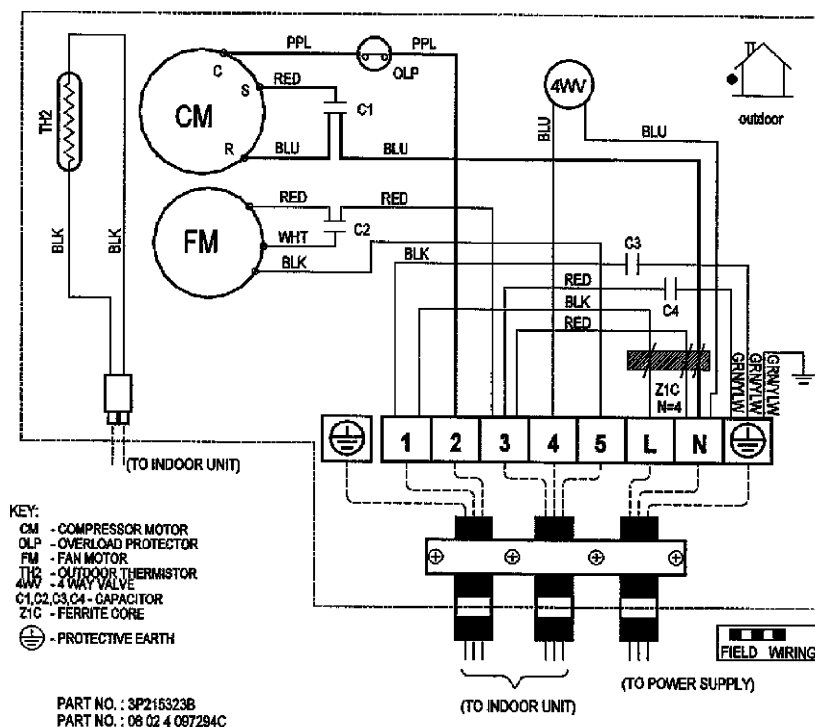 PPL
PPL
C
OLP
RED
S
C1
CM
R
BLU
BLU
4WV
BLU
BLU
outdoor
TH2
BLK
BLK
RED
RED
FM
WHT
C2
BLK
BLK
C3
RED
C4
BLK
RED
Z1C
N=4
GRN/YLW
GRN/YLW
GRN/YLW
1 2 3 4 5 L N
(TO INDOOR UNIT)
KEY:
CM - COMPRESSOR MOTOR
OLP - OVERLOAD PROTECTOR
FM - FAN MOTOR
TH2 - OUTDOOR THERMISTOR
4WV - 4 WAY VALVE
C1,C2,C3,C4 - CAPACITOR
Z1C - FERRITE CORE
- PROTECTIVE EARTH
FIELD WIRING
(TO INDOOR UNIT)
(TO POWER SUPPLY)
PART NO. : 3P215323B
PART NO. : 08 02 4 097294C